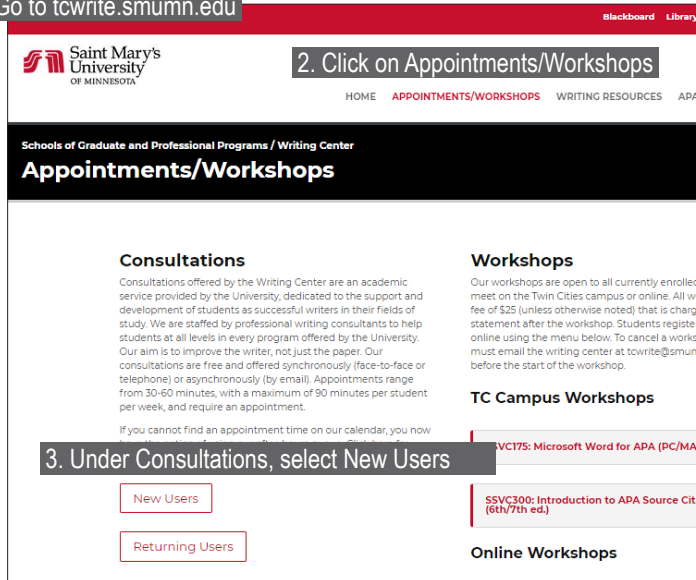 Go to tcwrite.smumn.edu
Blackboard Library
Saint Mary's
University
OF MINNESOTA
2. Click on Appointments/Workshops
HOME APPOINTMENTS/WORKSHOPS WRITING RESOURCES APA
Schools of Graduate and Professional Programs / Writing Center
Appointments/Workshops
Consultations
Consultations offered by the Writing Center are an academic
service provided by the University, dedicated to the support and
development of students as successful writers in their fields of
study. We are staffed by professional writing consultants to help
students at all levels in every program offered by the University.
Our aim is to improve the writer, not just the paper. Our
consultations are free and offered synchronously (face-to-face or
telephone) or asynchronously (by email). Appointments range
from 30-60 minutes, with a maximum of 90 minutes per student
per week, and require an appointment.
If you cannot find an appointment time on our calendar, you now
3. Under Consultations, select New Users
New Users
Returning Users
Workshops
Our workshops are open to all currently enrolled
meet on the Twin Cities campus or online. All w
fee of $25 (unless otherwise noted) that is charg
statement after the workshop. Students registe
online using the menu below. To cancel a works
must email the writing center at tcwrite@smun
before the start of the workshop.
TC Campus Workshops
SVC175: Microsoft Word for APA (PC/MA
SSVC300: Introduction to APA Source Cit
(6th/7th ed.)
Online Workshops